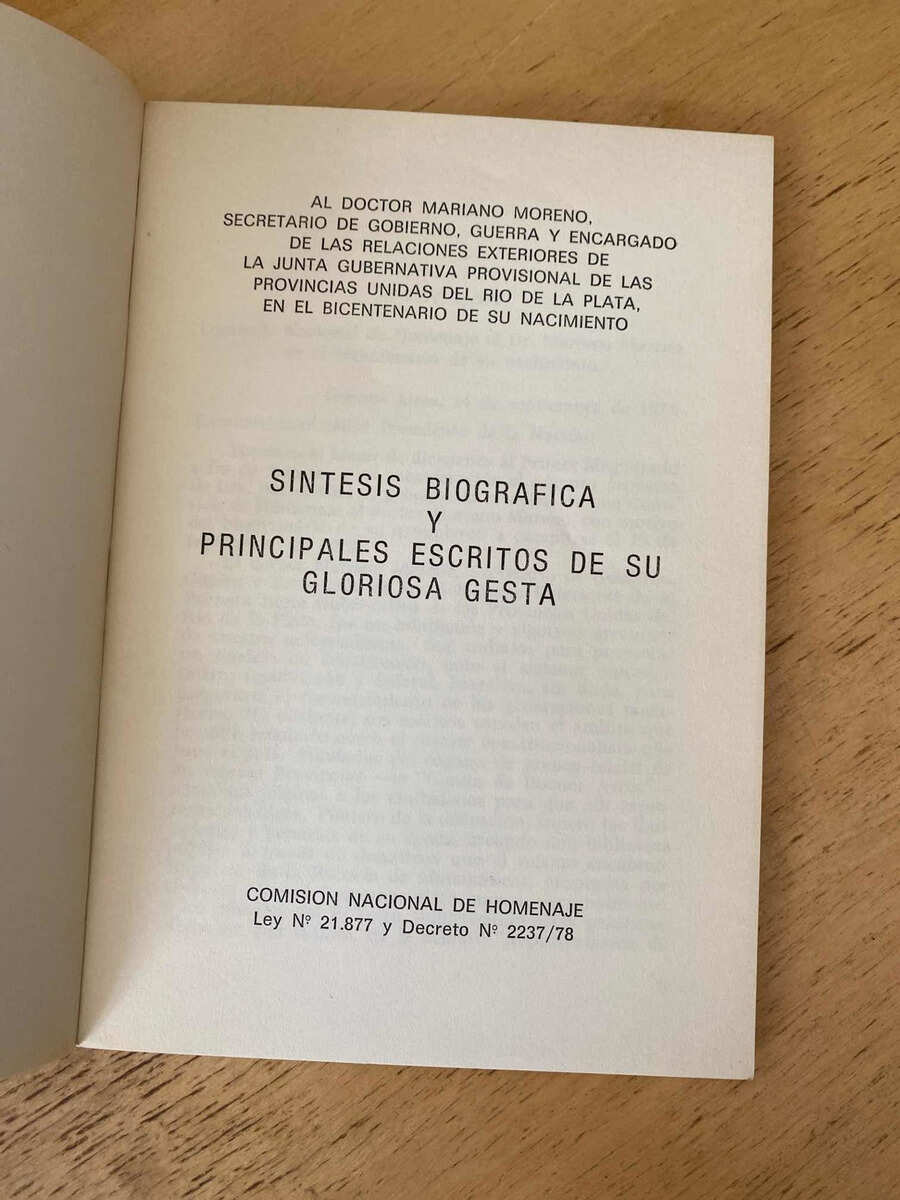 AL DOCTOR MARIANO MORENO,
SECRETARIO DE GOBIERNO, GUERRA Y ENCARGADO
DE LAS RELACIONES EXTERIORES DE
LA JUNTA GUBERNATIVA PROVISIONAL DE LAS
PROVINCIAS UNIDAS DEL RIO DE LA PLATA,
EN EL BICENTENARIO DE SU NACIMIENTO
SINTESIS BIOGRAFICA
Y
PRINCIPALES ESCRITOS DE SU
GLORIOSA GESTA
COMISION NACIONAL DE HOMENAJE
Ley Nº 21.877 y Decreto Nº 2237/78